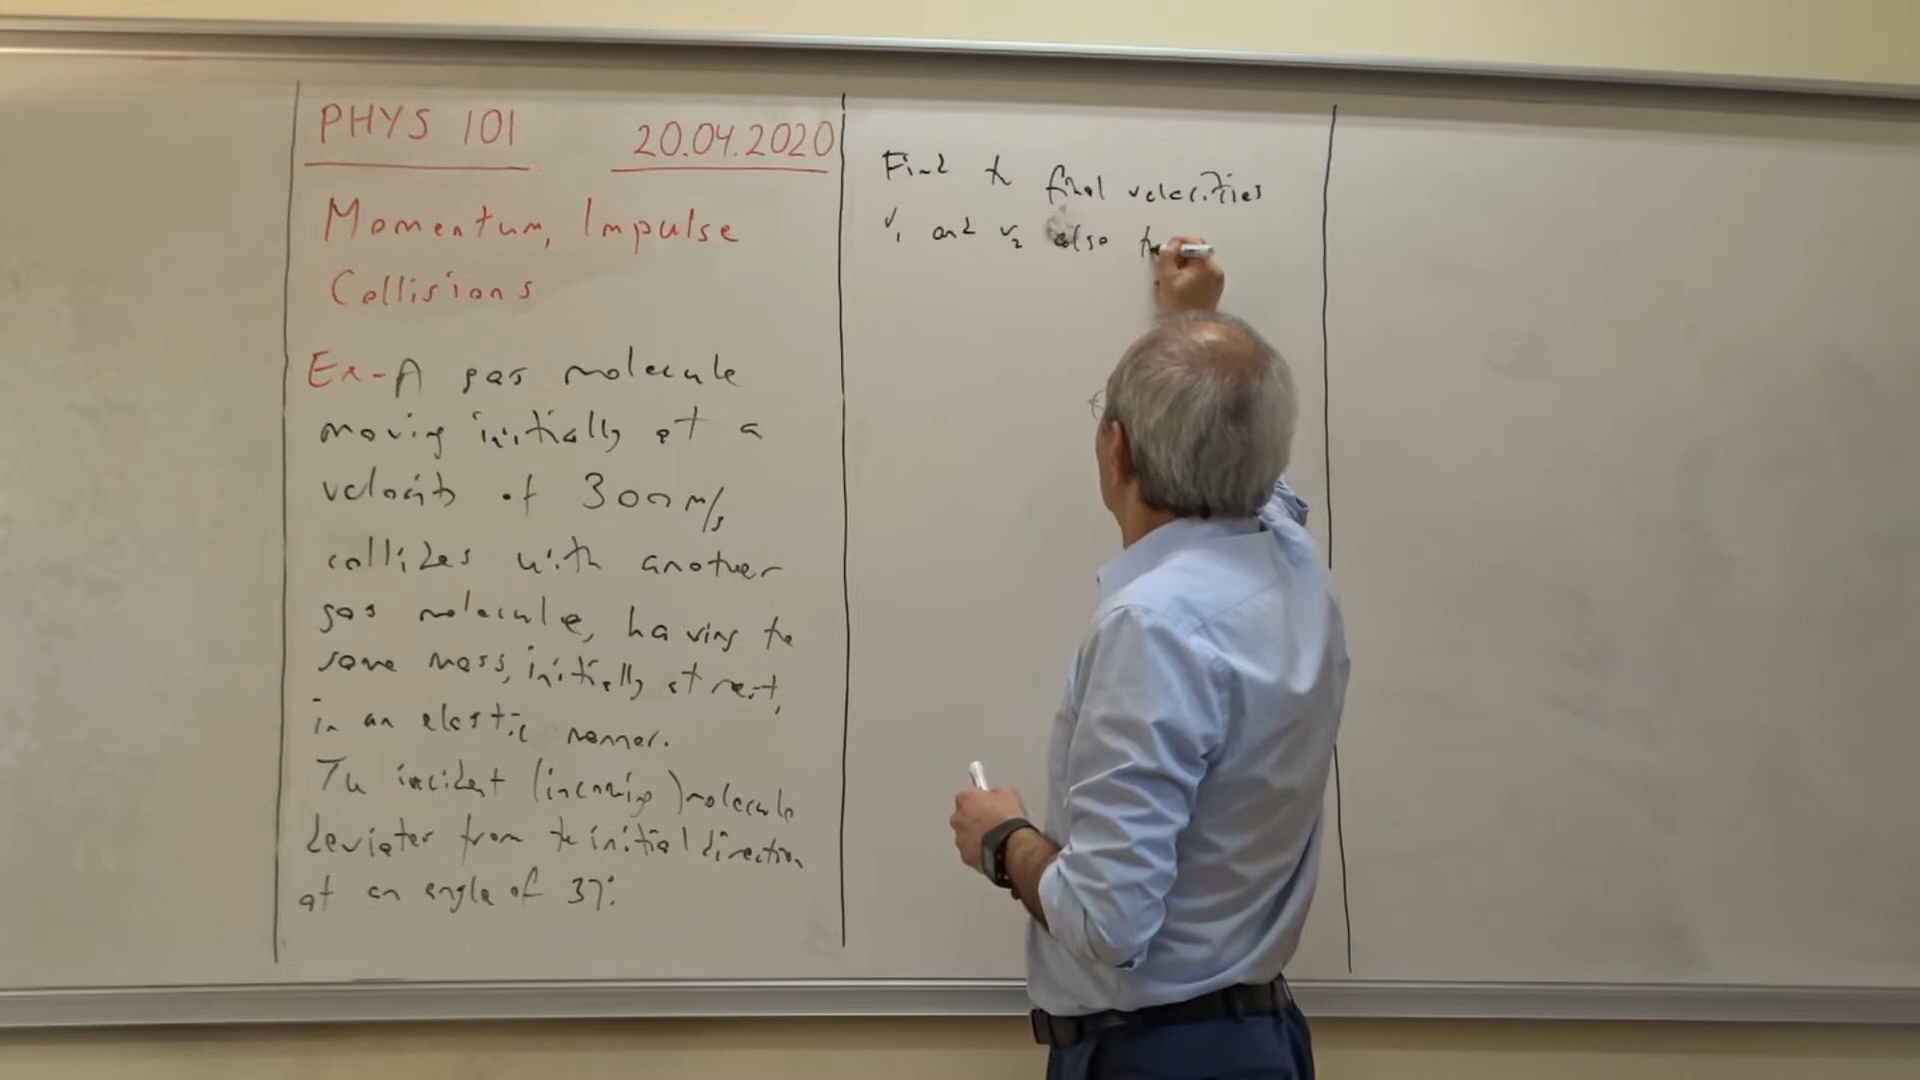 PHYS 101 20.04.2020
Momentum, Impulse
Collisions
Ex-A gas molecule
moving initially at a
velocity of 300 m/s
collides with another
gas molecule, having the
same mass, initially at rest,
in an elastic manner.
The incident (incoming) molecule
deviates from the initial direction
at an angle of 37°.
Find the final velocities
v₁ and v₂ also